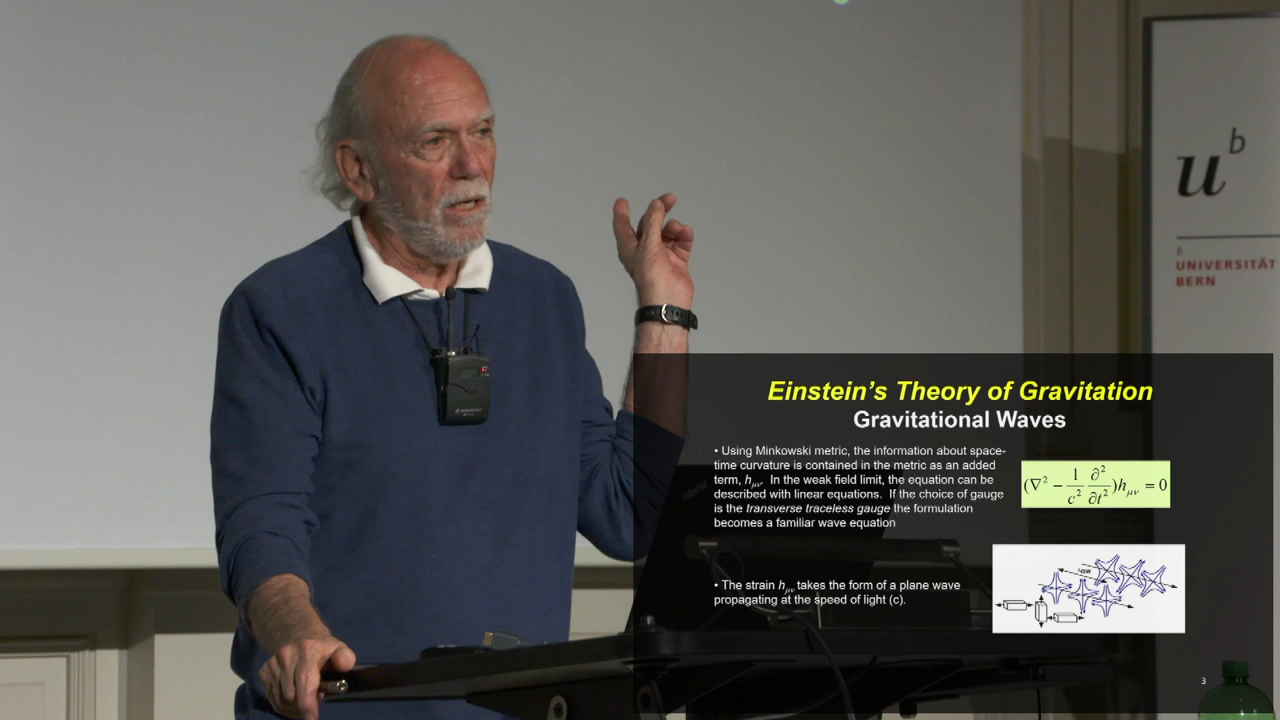 u b
b
UNIVERSITÄT
BERN
Einstein's Theory of Gravitation
Gravitational Waves
• Using Minkowski metric, the information about space-
time curvature is contained in the metric as an added
term, hμν. In the weak field limit, the equation can be
described with linear equations. If the choice of gauge
is the transverse traceless gauge the formulation
becomes a familiar wave equation
(∇² − 1/c² ∂²/∂t²)hμν = 0
• The strain hμν takes the form of a plane wave
propagating at the speed of light (c).
3